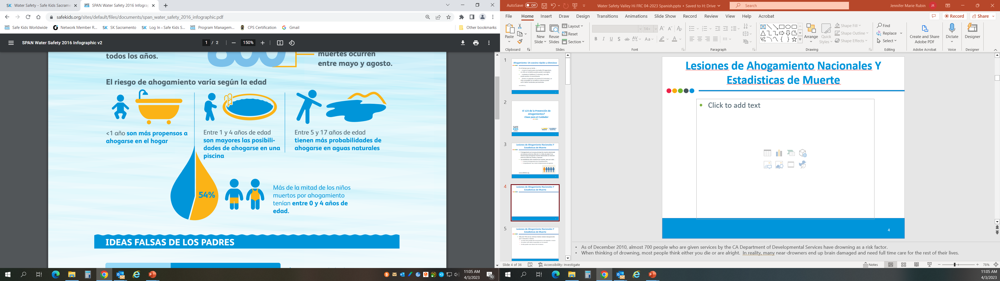 Water Safety - Safe Kids Sacrame
SPAN Water Safety 2016 Infograp
safekids.org/sites/default/files/documents/span_water_safety_2016_infographic.pdf
Safe Kids Worldwide
Network Member R...
SK Sacramento
Log In ‹ Safe Kids S...
Program Managem...
CPS Certification
Gmail
Other bookmarks
SPAN Water Safety 2016 Infographic v2
1 / 2
150%
todos los años.
800
muertes ocurren
entre mayo y agosto.
El riesgo de ahogamiento varía según la edad
<1 año son más propensos a
ahogarse en el hogar
Entre 1 y 4 años de edad
son mayores las posibili-
dades de ahogarse en una
piscina
Entre 5 y 17 años de edad
tienen más probabilidades de
ahogarse en aguas naturales
54%
Más de la mitad de los niños
muertos por ahogamiento
tenían entre 0 y 4 años de
edad.
IDEAS FALSAS DE LOS PADRES
11:05 AM
4/3/2023
10
AutoSave Off
Water Safety Valley Hi FRC 04-2023 Spanish.pptx • Saved to H: Drive
Search
Jennifer Marie Rubin
JR
File Home Insert Draw Design Transitions Animations Slide Show Record Review View Help Acrobat
Record
Share
Paste
New
Slide
Reuse
Slides
Layout
Reset
Section
14+
Arrange
Quick
Styles
Shape Fill
Shape Outline
Shape Effects
Find
Replace
Select
Create and Share
Adobe PDF
Dictate
Designer
Clipboard
Slides
Font
Paragraph
Drawing
Editing
Adobe Acrobat
Voice
Designer
1
Ahogamiento: Un asesino rápido y silencioso
2
El 123 de la Prevención de
Ahogamientos?
Clase para el Cuidador
SAFE
KIDS
3
Lesiones de Ahogamiento Nacionales Y
Estadisticas de Muerte
www.safekids.org
4
Lesiones de Ahogamiento Nacionales Y
Estadisticas de Muerte
5
Lesiones de Ahogamiento Nacionales Y
Estadisticas de Muerte
Lesiones de Ahogamiento Nacionales Y
Estadisticas de Muerte
• Click to add text
4
• As of December 2010, almost 700 people who are given services by the CA Department of Developmental Services have drowning as a risk factor.
• When thinking of drowning, most people think either you die or are alright. In reality, many near-drowners end up brain damaged and need full time care for the rest of their lives.
Slide 4 of 36
Accessibility: Investigate
Notes
78%
11:05 AM
4/3/2023